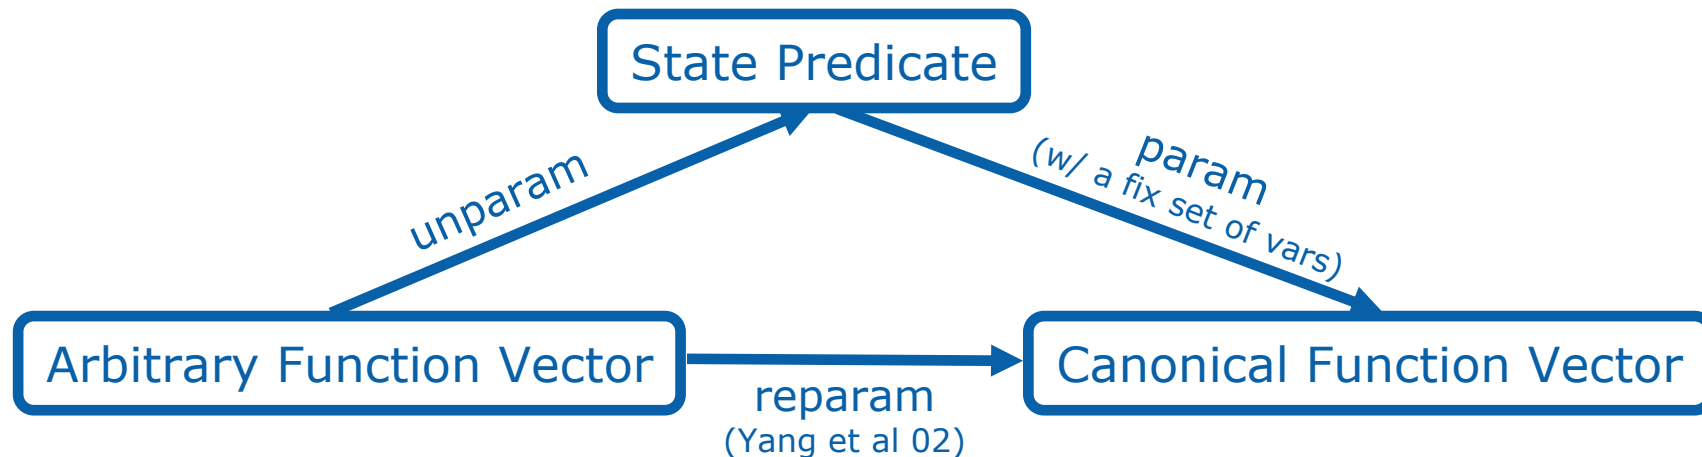 State Predicate
unparam
param
(w/ a fix set of vars)
Arbitrary Function Vector
Canonical Function Vector
reparam
(Yang et al 02)